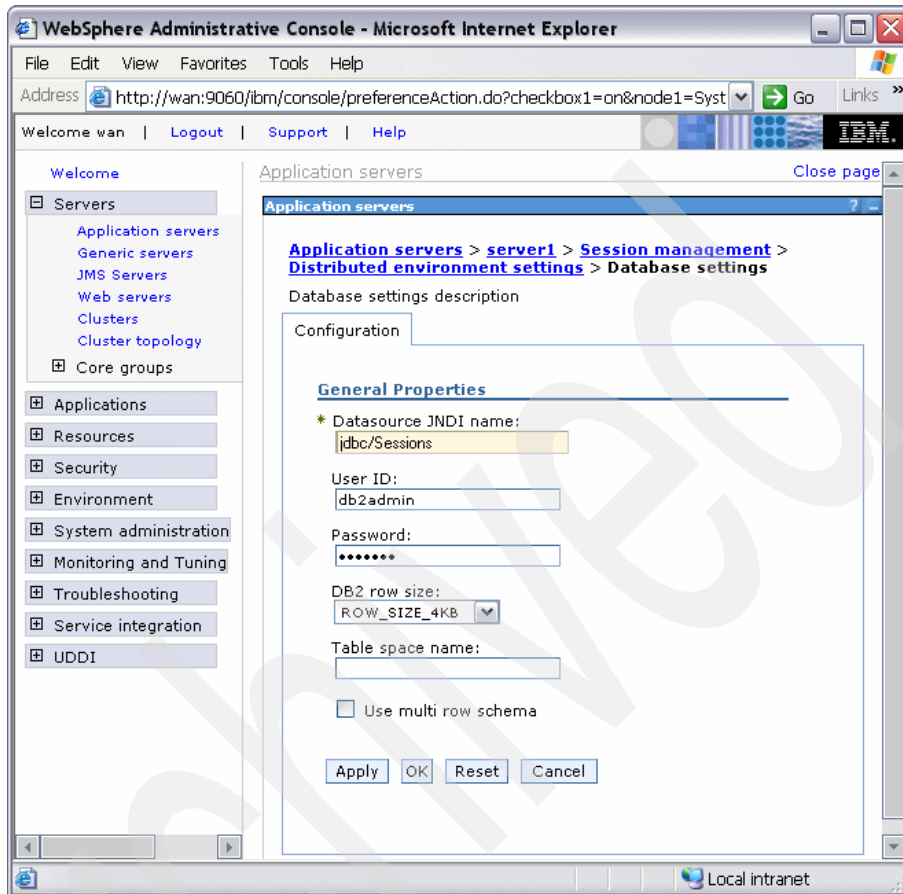 WebSphere Administrative Console - Microsoft Internet Explorer
File Edit View Favorites Tools Help
Address http://wan:9060/ibm/console/preferenceAction.do?checkbox1=on&node1=Syst Go Links »
Welcome wan | Logout | Support | Help IBM.
Welcome
Servers
Application servers
Generic servers
JMS Servers
Web servers
Clusters
Cluster topology
Core groups
Applications
Resources
Security
Environment
System administration
Monitoring and Tuning
Troubleshooting
Service integration
UDDI
Application servers Close page
Application servers ? –
Application servers > server1 > Session management >
Distributed environment settings > Database settings
Database settings description
Configuration
General Properties
* Datasource JNDI name:
jdbc/Sessions
User ID:
db2admin
Password:
•••••••
DB2 row size:
ROW_SIZE_4KB
Table space name:
Use multi row schema
Apply OK Reset Cancel
Local intranet
hived